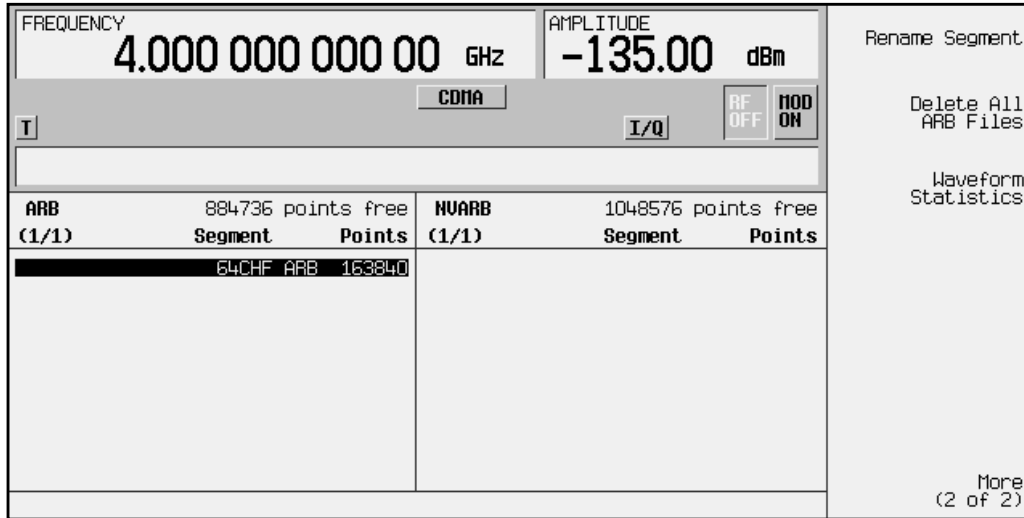 FREQUENCY
4.000 000 000 00 GHz
AMPLITUDE
-135.00 dBm
CDMA
T
I/Q
RF OFF
MOD ON
ARB 884736 points free
(1/1) Segment Points
64CHF ARB 163840
NVARB 1048576 points free
(1/1) Segment Points
Rename Segment
Delete All
ARB Files
Waveform
Statistics
More
(2 of 2)